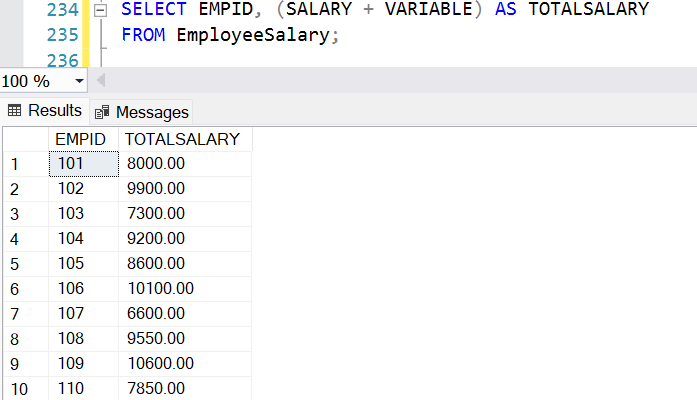 234 SELECT EMPID, (SALARY + VARIABLE) AS TOTALSALARY
235 FROM EmployeeSalary;
236
100 %
Results Messages
EMPID TOTALSALARY
1 101 8000.00
2 102 9900.00
3 103 7300.00
4 104 9200.00
5 105 8600.00
6 106 10100.00
7 107 6600.00
8 108 9550.00
9 109 10600.00
10 110 7850.00